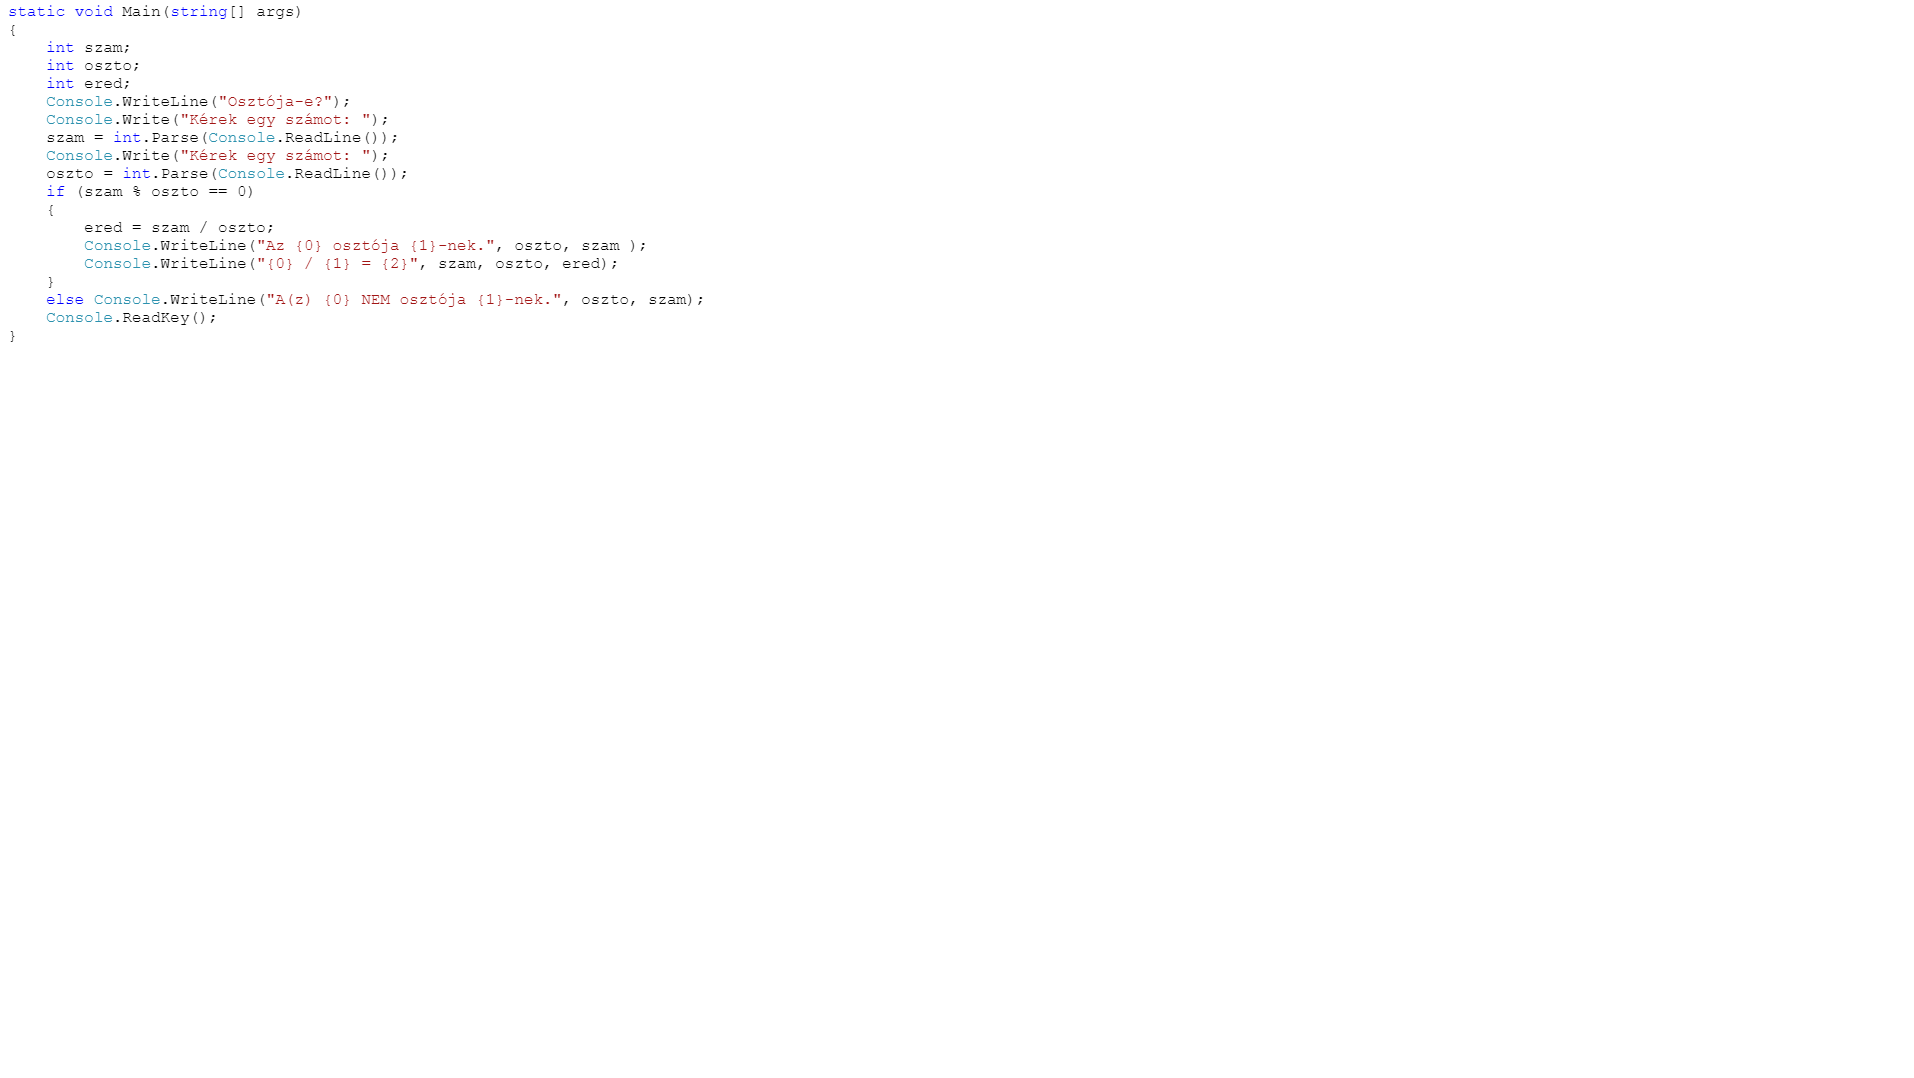 static void Main(string[] args)
{
    int szam;
    int oszto;
    int ered;
    Console.WriteLine("Osztója-e?");
    Console.Write("Kérek egy számot: ");
    szam = int.Parse(Console.ReadLine());
    Console.Write("Kérek egy számot: ");
    oszto = int.Parse(Console.ReadLine());
    if (szam % oszto == 0)
    {
        ered = szam / oszto;
        Console.WriteLine("Az {0} osztója {1}-nek.", oszto, szam );
        Console.WriteLine("{0} / {1} = {2}", szam, oszto, ered);
    }
    else Console.WriteLine("A(z) {0} NEM osztója {1}-nek.", oszto, szam);
    Console.ReadKey();
}